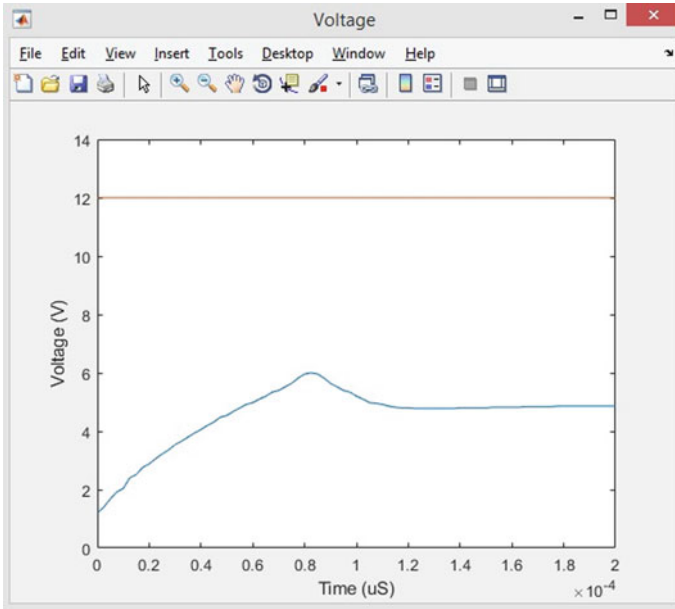 Voltage
File Edit View Insert Tools Desktop Window Help
14
12
10
8
6
4
2
0
Voltage (V)
0 0.2 0.4 0.6 0.8 1 1.2 1.4 1.6 1.8 2
Time (uS)
× 10⁻⁴